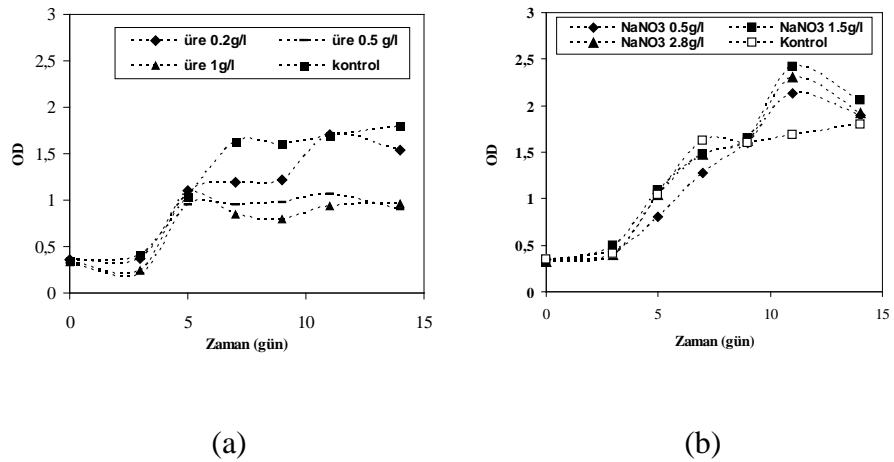 üre 0.2g/l üre 0.5 g/l
üre 1g/l kontrol
3
2,5
2
1,5
1
0,5
0
OD
0 5 10 15
Zaman (gün)
(a)
NaNO3 0.5g/l NaNO3 1.5g/l
NaNO3 2.8g/l Kontrol
3
2,5
2
1,5
1
0,5
0
OD
0 5 10 15
Zaman (gün)
(b)